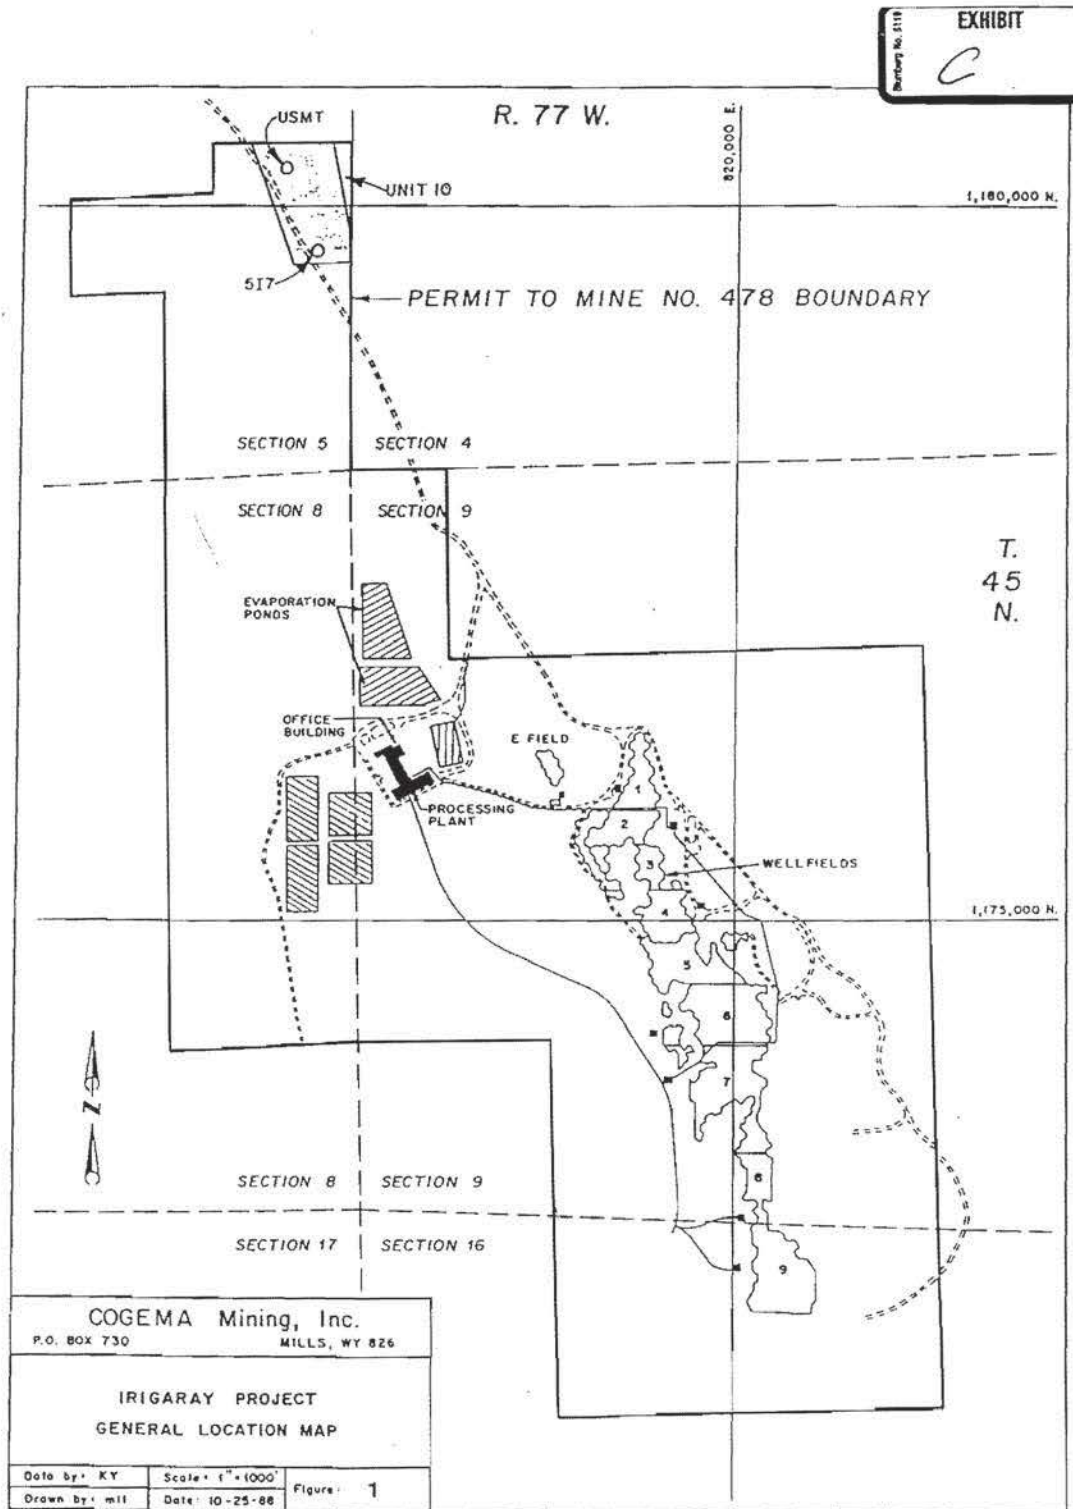 EXHIBIT
C
R. 77 W.
820,000 E.
USMT
UNIT 10
1,180,000 N.
517
PERMIT TO MINE NO. 478 BOUNDARY
SECTION 5 SECTION 4
SECTION 8 SECTION 9
T.
45
N.
EVAPORATION
PONDS
OFFICE
BUILDING
E FIELD
1
PROCESSING
PLANT
2
3
WELLFIELDS
4
1,175,000 N.
5
6
7
N
SECTION 8 SECTION 9
8
SECTION 17 SECTION 16
9
COGEMA Mining, Inc.
P.O. BOX 730 MILLS, WY 826
IRIGARAY PROJECT
GENERAL LOCATION MAP
Data by: KY
Scale: 1"=1000'
Figure: 1
Drawn by: mll
Date: 10-25-88